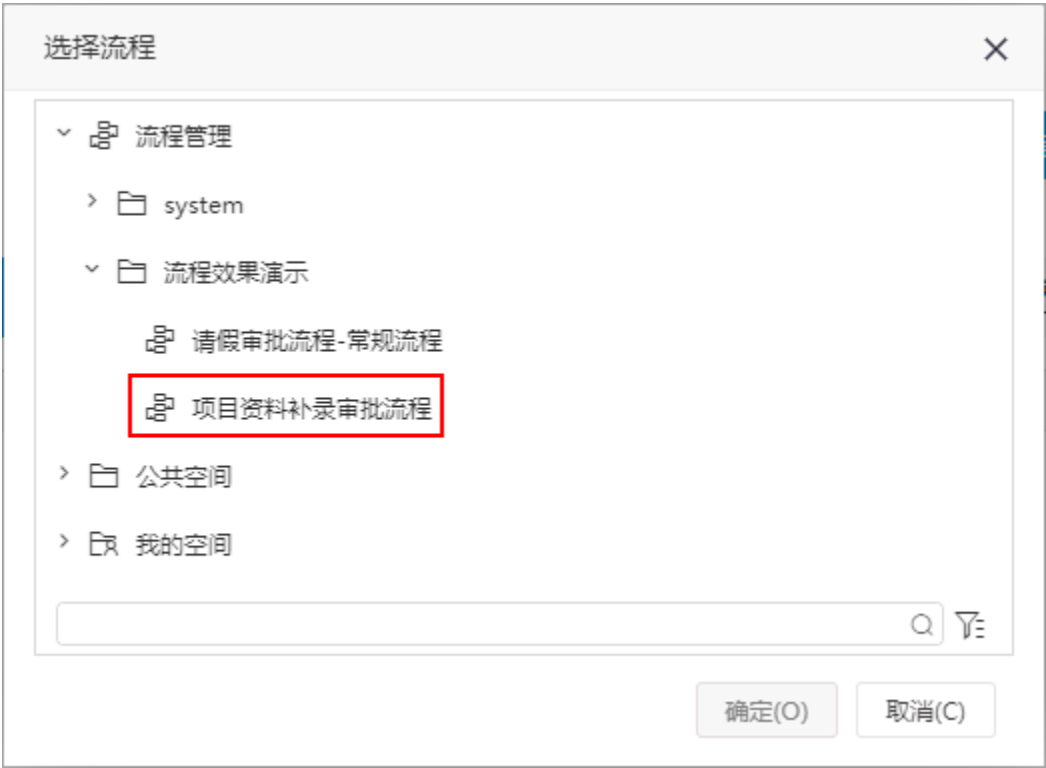 选择流程
流程管理
system
流程效果演示
请假审批流程-常规流程
项目资料补录审批流程
公共空间
我的空间
确定(O) 取消(C)